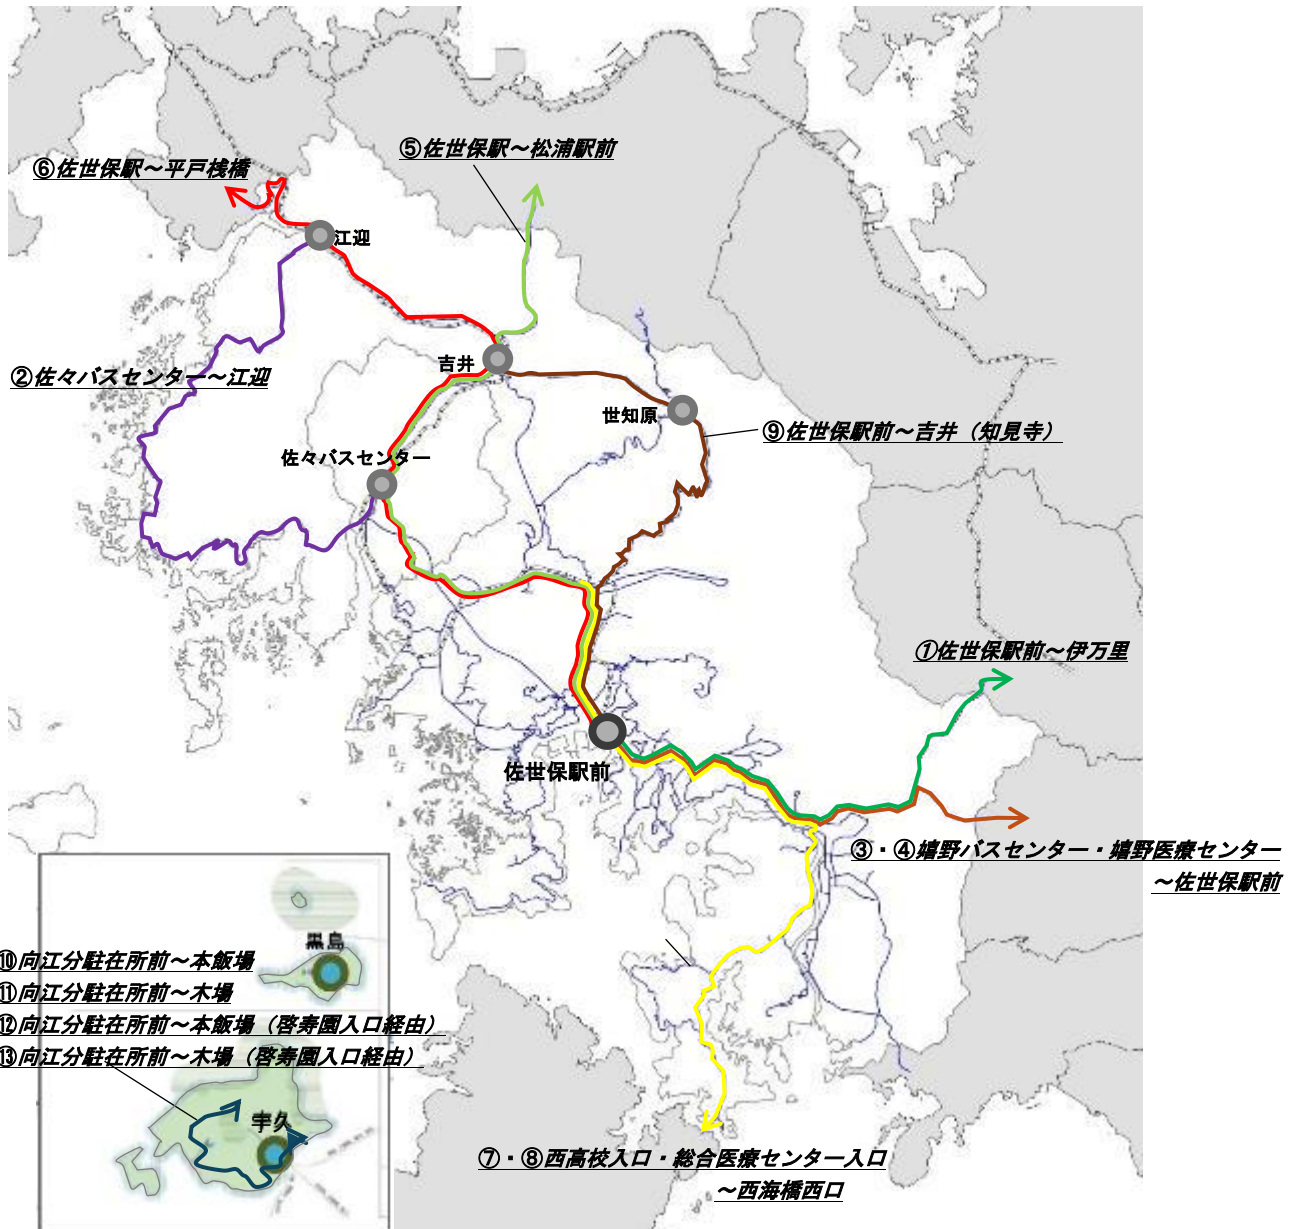 ⑤佐世保駅～松浦駅前
⑥佐世保駅～平戸桟橋
江迎
吉井
②佐々バスセンター～江迎
世知原
⑨佐世保駅前～吉井（知見寺）
佐々バスセンター
①佐世保駅前～伊万里
佐世保駅前
③・④嬉野バスセンター・嬉野医療センター
～佐世保駅前
黒島
⑩向江分駐在所前～本飯場
⑪向江分駐在所前～木場
⑫向江分駐在所前～本飯場（啓寿園入口経由）
⑬向江分駐在所前～木場（啓寿園入口経由）
宇久
⑦・⑧西高校入口・総合医療センター入口
～西海橋西口